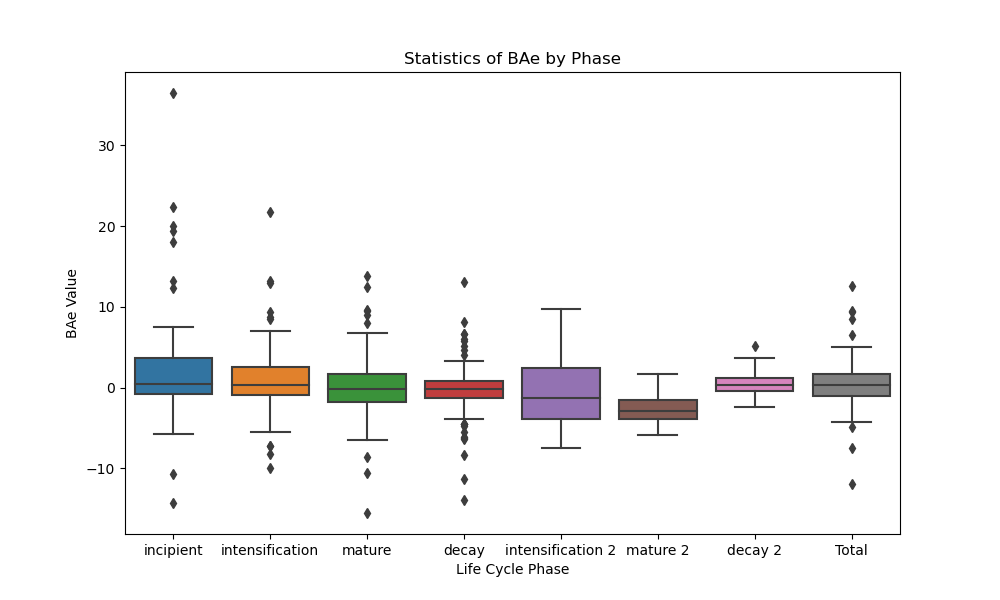 Statistics of BAe by Phase
BAe Value
30
20
10
0
−10
incipient intensification mature decay intensification 2 mature 2 decay 2 Total
Life Cycle Phase